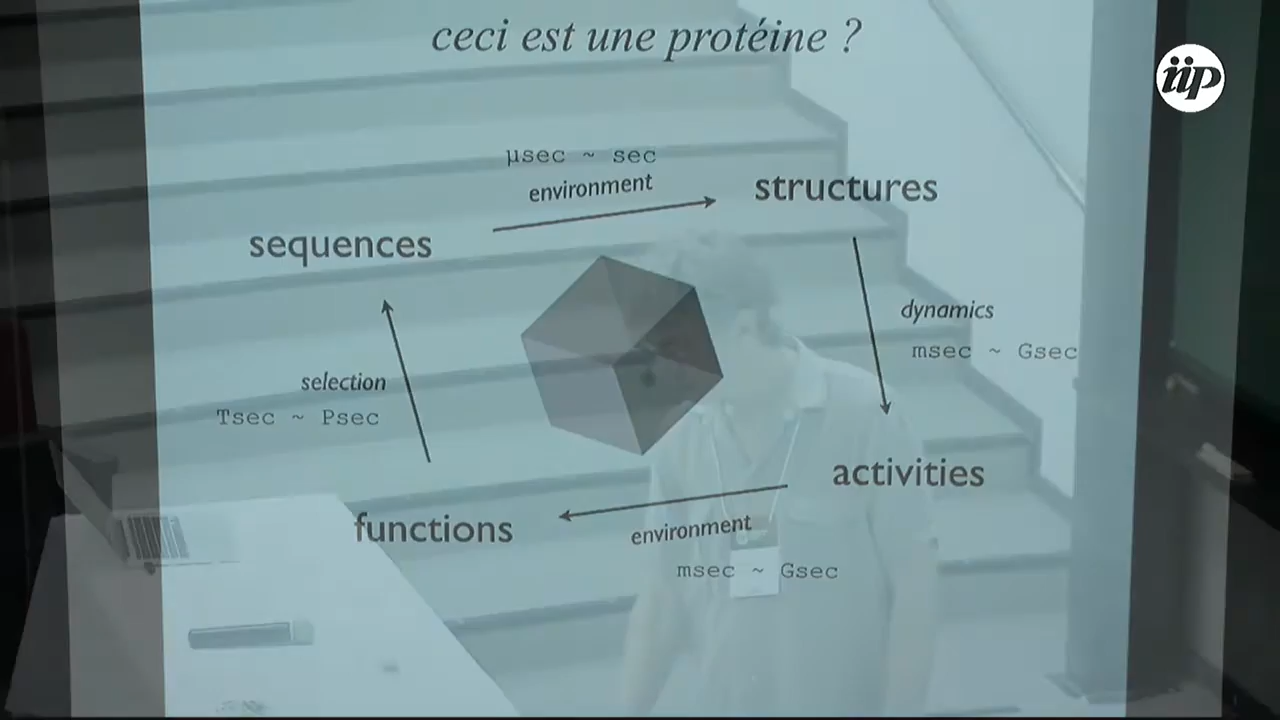 ceci est une protéine ?
iip
µsec ~ sec
environment
structures
sequences
dynamics
msec ~ Gsec
selection
Tsec ~ Psec
activities
functions
environment
msec ~ Gsec